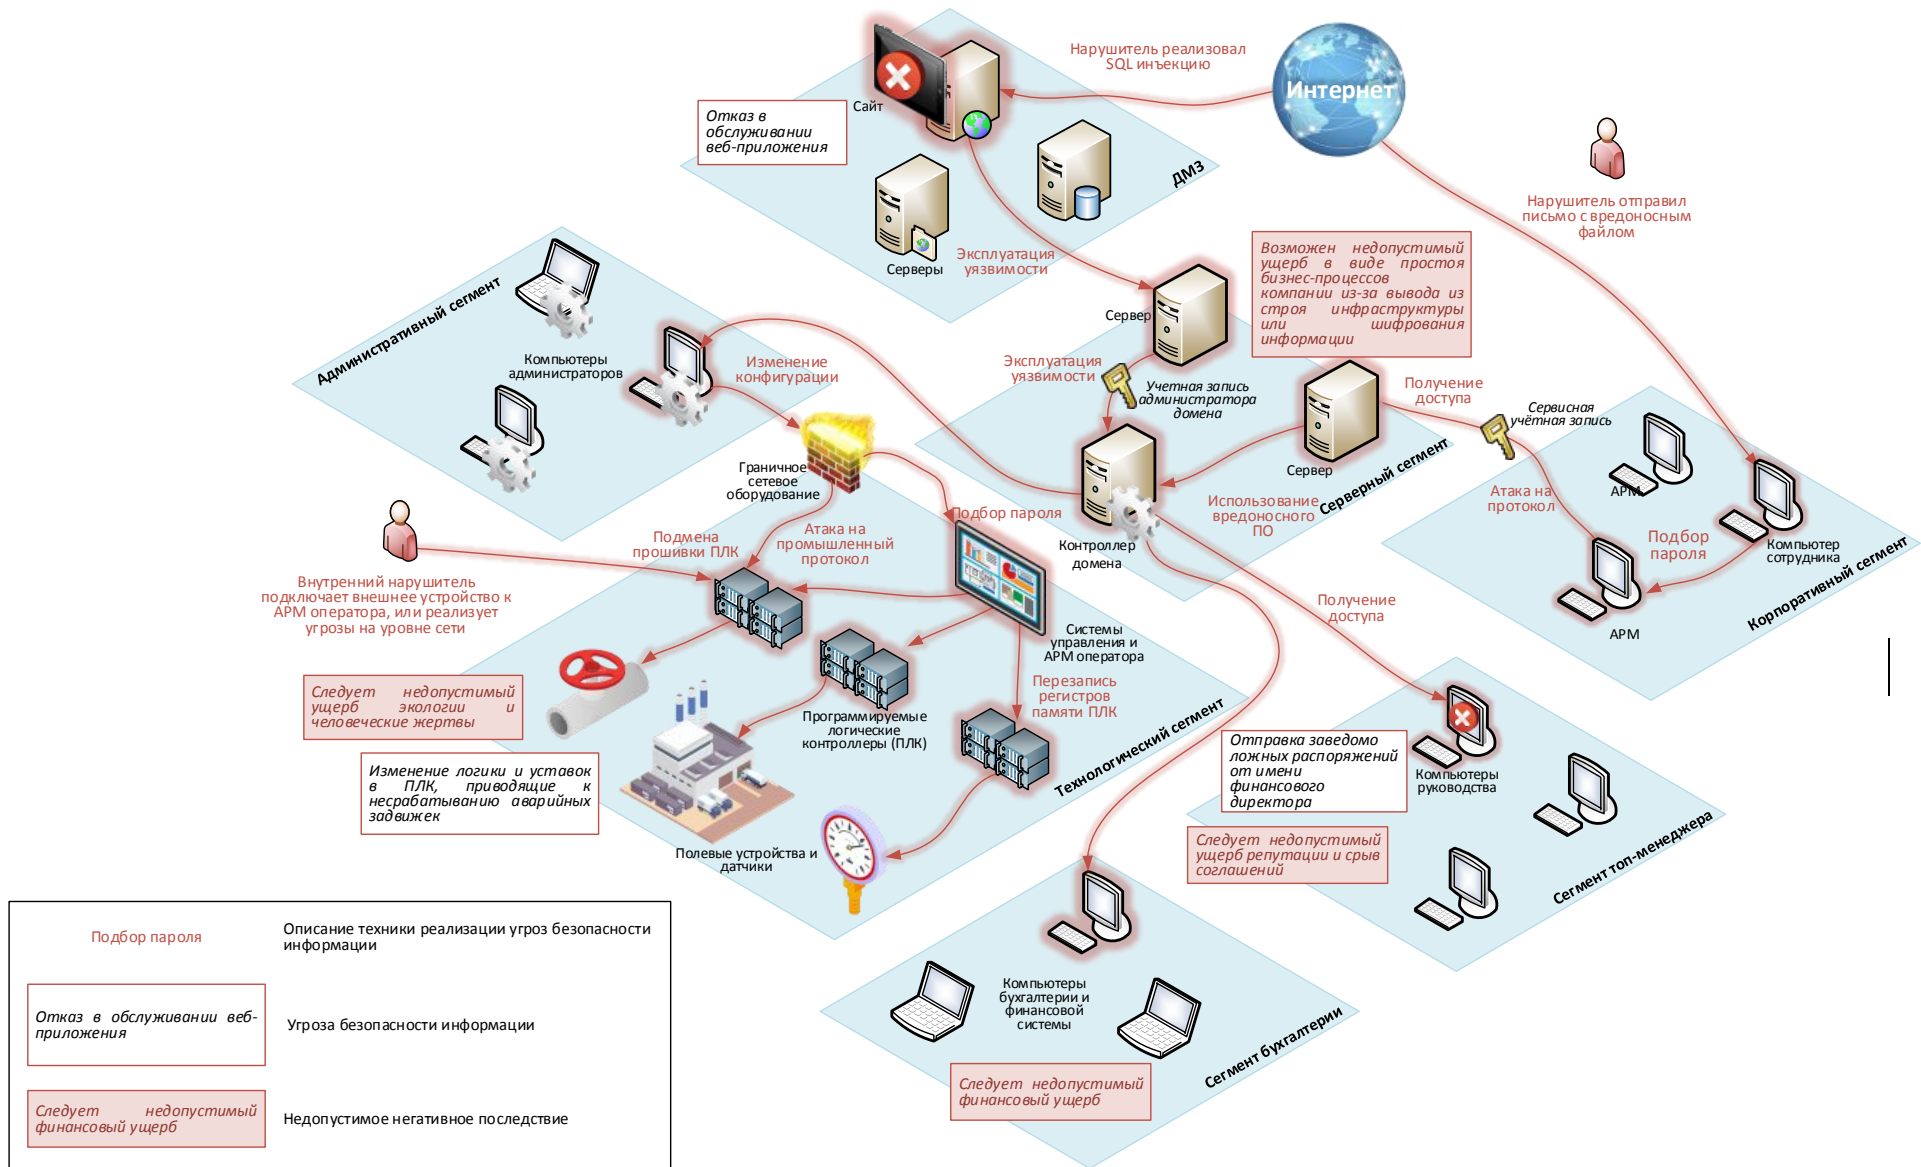 Нарушитель реализовал
SQL инъекцию
Интернет
Сайт
Отказ в
обслуживании
веб-приложения
ДМЗ
Серверы
Эксплуатация
уязвимости
Нарушитель отправил
письмо с вредоносным
файлом
Возможен недопустимый
ущерб в виде простоя
бизнес-процессов
компании из-за вывода из
строя инфраструктуры
или шифрования
информации
Административный сегмент
Компьютеры
администраторов
Изменение
конфигурации
Сервер
Эксплуатация
уязвимости
Учетная запись
администратора
домена
Получение
доступа
Сервисная
учётная запись
Сервер
Серверный сегмент
Использование
вредоносного
ПО
Контроллер
домена
АРМ
Атака на
протокол
Подбор
пароля
Компьютер
сотрудника
АРМ
Корпоративный сегмент
Граничное
сетевое
оборудование
Подбор пароля
Подмена
прошивки ПЛК
Атака на
промышленный
протокол
Внутренний нарушитель
подключает внешнее устройство к
АРМ оператора, или реализует
угрозы на уровне сети
Системы
управления и
АРМ оператора
Получение
доступа
Следует недопустимый
ущерб экологии и
человеческие жертвы
Перезапись
регистров
памяти ПЛК
Программируемые
логические
контроллеры (ПЛК)
Технологический сегмент
Изменение логики и уставок
в ПЛК, приводящие к
несрабатыванию аварийных
задвижек
Полевые устройства и
датчики
Отправка заведомо
ложных распоряжений
от имени
финансового
директора
Компьютеры
руководства
Следует недопустимый
ущерб репутации и срыв
соглашений
Сегмент топ-менеджера
Компьютеры
бухгалтерии и
финансовой
системы
Сегмент бухгалтерии
Следует недопустимый
финансовый ущерб
Подбор пароля
Описание техники реализации угроз безопасности
информации
Отказ в обслуживании веб-
приложения
Угроза безопасности информации
Следует недопустимый
финансовый ущерб
Недопустимое негативное последствие